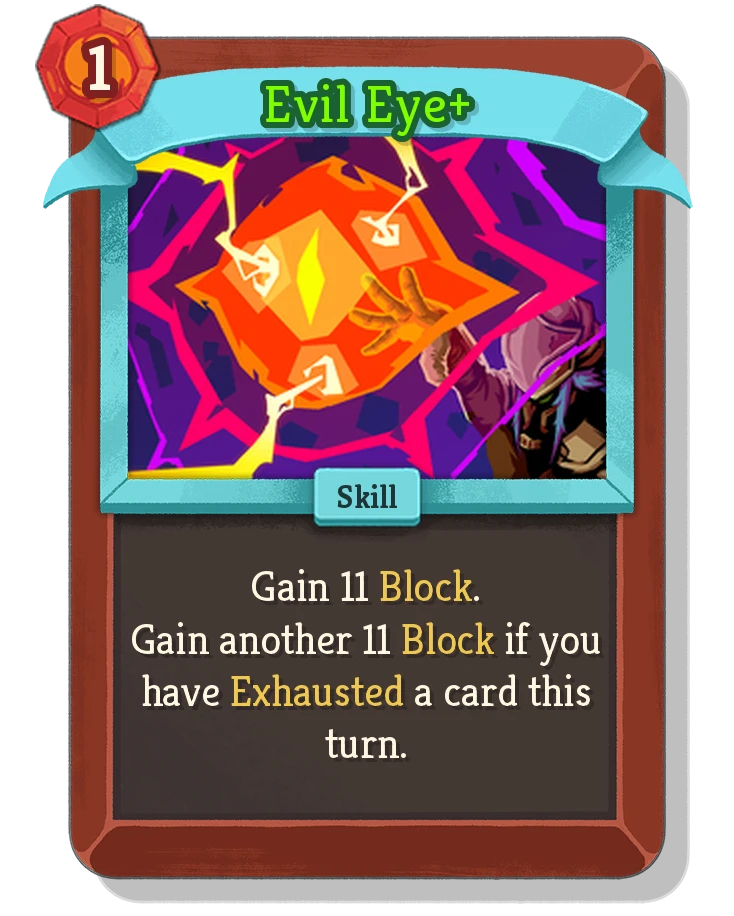 1
Evil Eye+
Skill
Gain 11 Block.
Gain another 11 Block if you
have Exhausted a card this
turn.